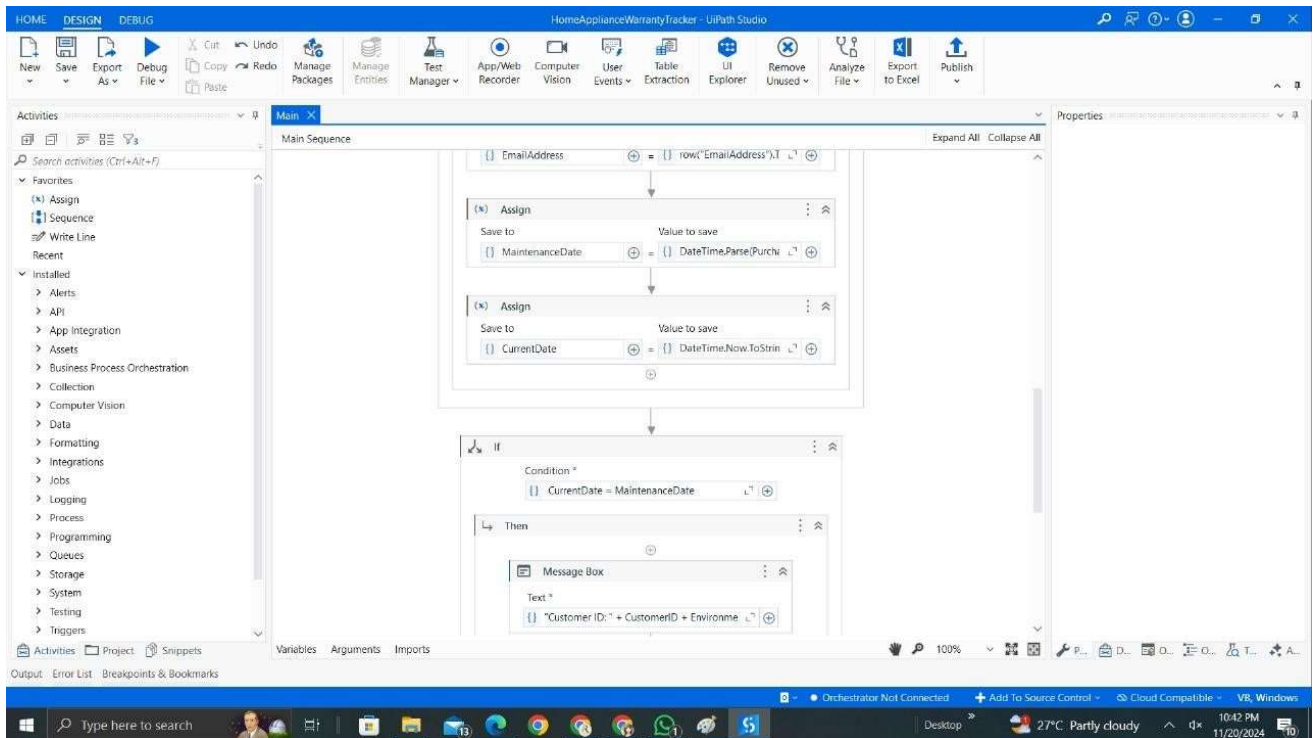 HOME DESIGN DEBUG HomeApplianceWarrantyTracker - UiPath Studio
New Save Export As Debug File Cut Copy Paste Undo Redo Manage Packages Manage Entities Test Manager App/Web Recorder Computer Vision User Events Table Extraction UI Explorer Remove Unused Analyze File Export to Excel Publish
Activities
Search activities (Ctrl+Alt+F)
Favorites
Assign
Sequence
Write Line
Recent
Installed
Alerts
API
App Integration
Assets
Business Process Orchestration
Collection
Computer Vision
Data
Formatting
Integrations
Jobs
Logging
Process
Programming
Queues
Storage
System
Testing
Triggers
Activities Project Snippets
Main
Main Sequence Expand All Collapse All
EmailAddress = row("EmailAddress").T
Assign
Save to Value to save
MaintenanceDate = DateTime.Parse(Purcha
Assign
Save to Value to save
CurrentDate = DateTime.Now.ToStrin
If
Condition *
CurrentDate = MaintenanceDate
Then
Message Box
Text *
"Customer ID: " + CustomerID + Environme
Variables Arguments Imports 100%
Properties
P... D... O... O... T... A...
Output Error List Breakpoints & Bookmarks
Orchestrator Not Connected Add To Source Control Cloud Compatible VB, Windows
Type here to search 13 1 Desktop 27°C Partly cloudy 10:42 PM
11/20/2024 10